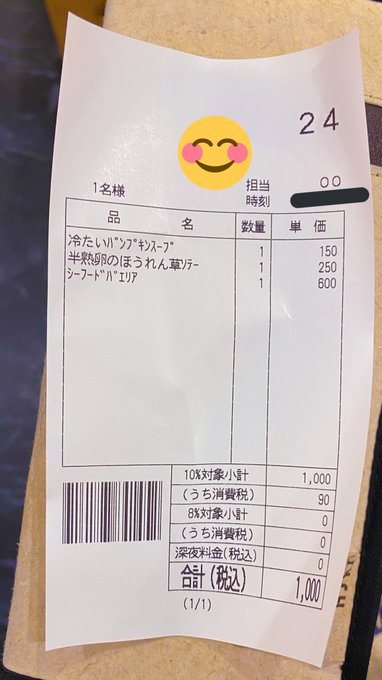 24
1名様 担当 00
時刻
品 名 数量 単価
冷たいﾊﾟﾝﾌﾟｷﾝｽｰﾌﾟ 1 150
半熟卵のほうれん草ｿﾃｰ 1 250
ｼｰﾌｰﾄﾞﾊﾟｴﾘｱ 1 600
10%対象小計 1,000
(うち消費税) 90
8%対象小計 0
(うち消費税) 0
深夜料金(税込) 0
合計(税込) 1,000
(1/1)